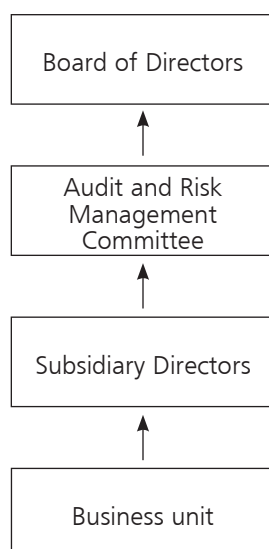 Board of Directors
Audit and Risk
Management
Committee
Subsidiary Directors
Business unit